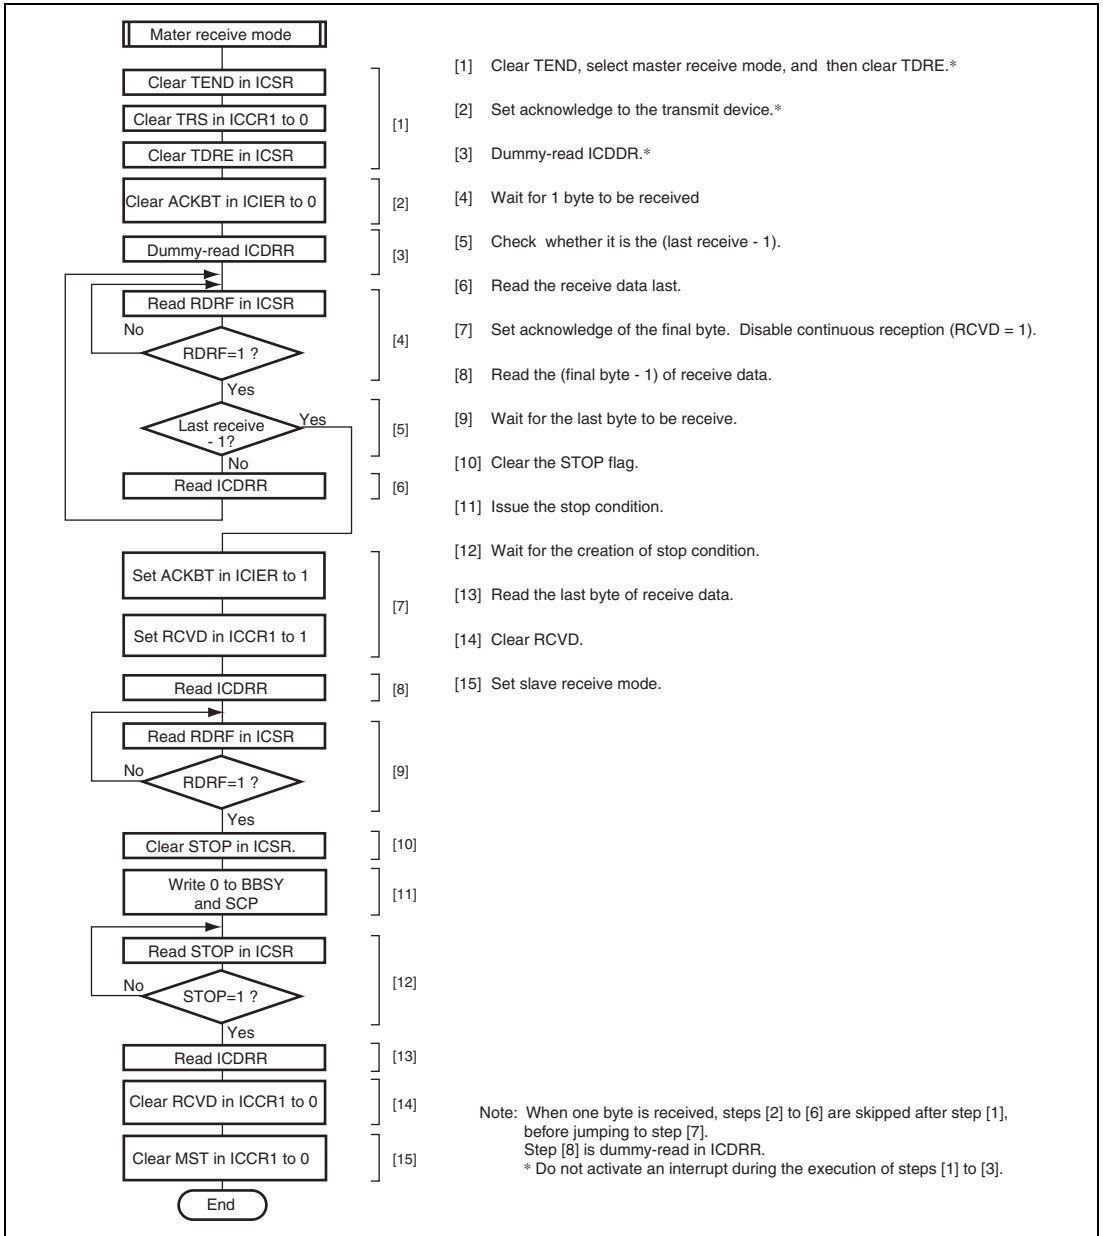 Mater receive mode
Clear TEND in ICSR
Clear TRS in ICCR1 to 0
Clear TDRE in ICSR
[1]
Clear ACKBT in ICIER to 0
[2]
Dummy-read ICDRR
[3]
Read RDRF in ICSR
No
RDRF=1 ?
[4]
Yes
Last receive
- 1?
Yes
[5]
No
Read ICDRR
[6]
Set ACKBT in ICIER to 1
[7]
Set RCVD in ICCR1 to 1
Read ICDRR
[8]
Read RDRF in ICSR
No
RDRF=1 ?
[9]
Yes
Clear STOP in ICSR.
[10]
Write 0 to BBSY
and SCP
[11]
Read STOP in ICSR
No
STOP=1 ?
[12]
Yes
Read ICDRR
[13]
Clear RCVD in ICCR1 to 0
[14]
Clear MST in ICCR1 to 0
[15]
End
[1] Clear TEND, select master receive mode, and then clear TDRE.*
[2] Set acknowledge to the transmit device.*
[3] Dummy-read ICDDR.*
[4] Wait for 1 byte to be received
[5] Check whether it is the (last receive - 1).
[6] Read the receive data last.
[7] Set acknowledge of the final byte. Disable continuous reception (RCVD = 1).
[8] Read the (final byte - 1) of receive data.
[9] Wait for the last byte to be receive.
[10] Clear the STOP flag.
[11] Issue the stop condition.
[12] Wait for the creation of stop condition.
[13] Read the last byte of receive data.
[14] Clear RCVD.
[15] Set slave receive mode.
Note: When one byte is received, steps [2] to [6] are skipped after step [1],
before jumping to step [7].
Step [8] is dummy-read in ICDRR.
* Do not activate an interrupt during the execution of steps [1] to [3].